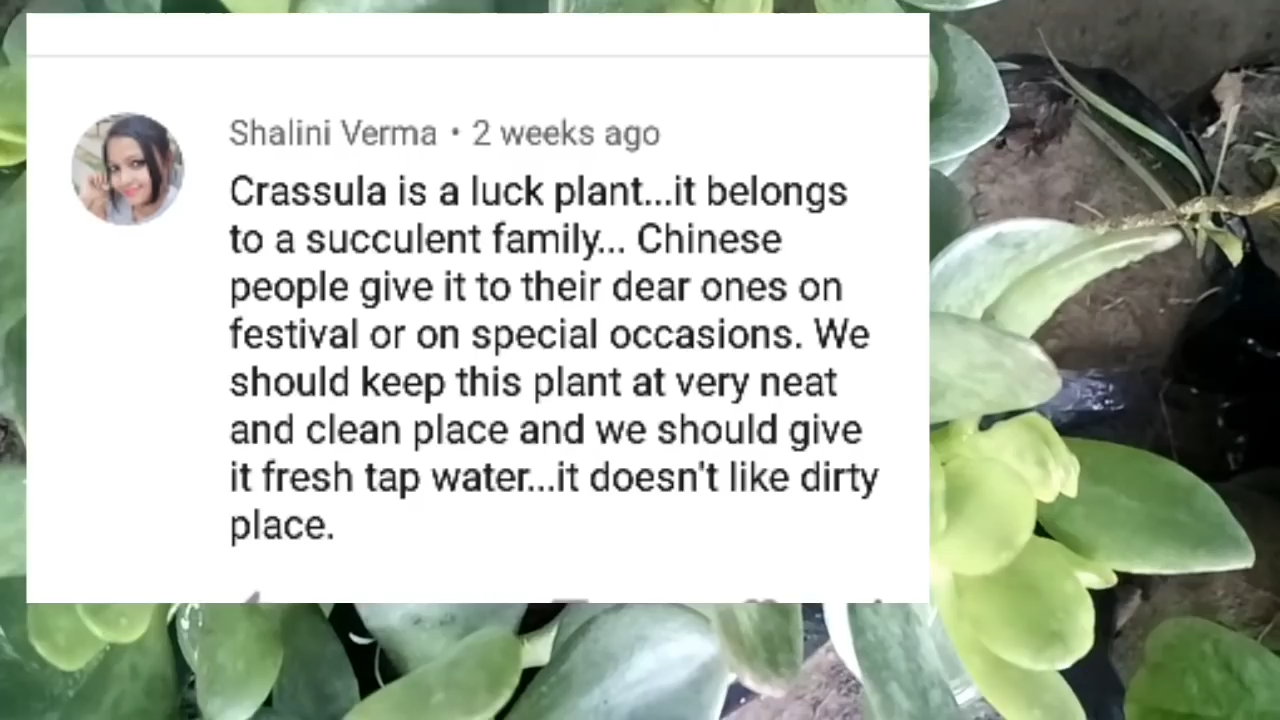 Shalini Verma • 2 weeks ago
Crassula is a luck plant...it belongs
to a succulent family... Chinese
people give it to their dear ones on
festival or on special occasions. We
should keep this plant at very neat
and clean place and we should give
it fresh tap water...it doesn't like dirty
place.